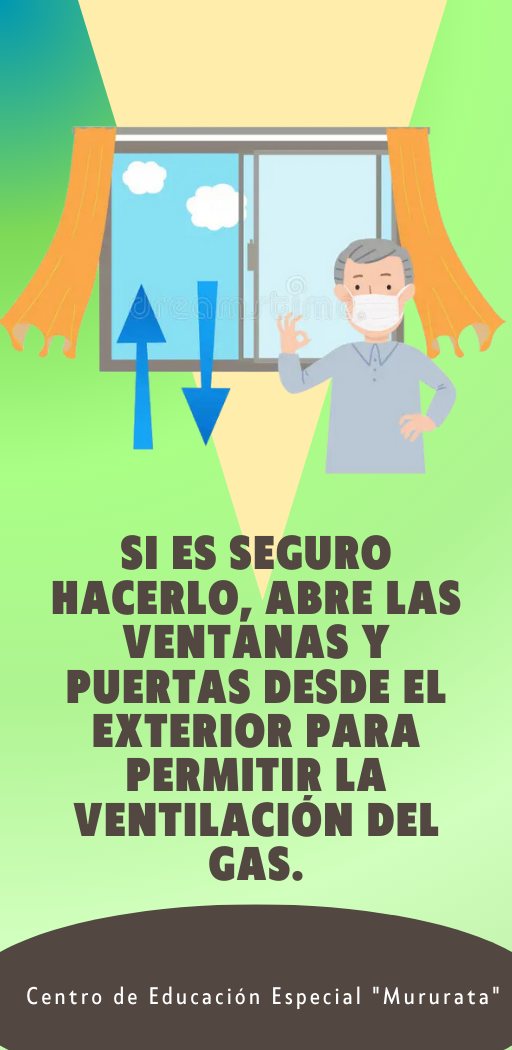 dreamstime
SI ES SEGURO
HACERLO, ABRE LAS
VENTANAS Y
PUERTAS DESDE EL
EXTERIOR PARA
PERMITIR LA
VENTILACIÓN DEL
GAS.
Centro de Educación Especial "Mururata"